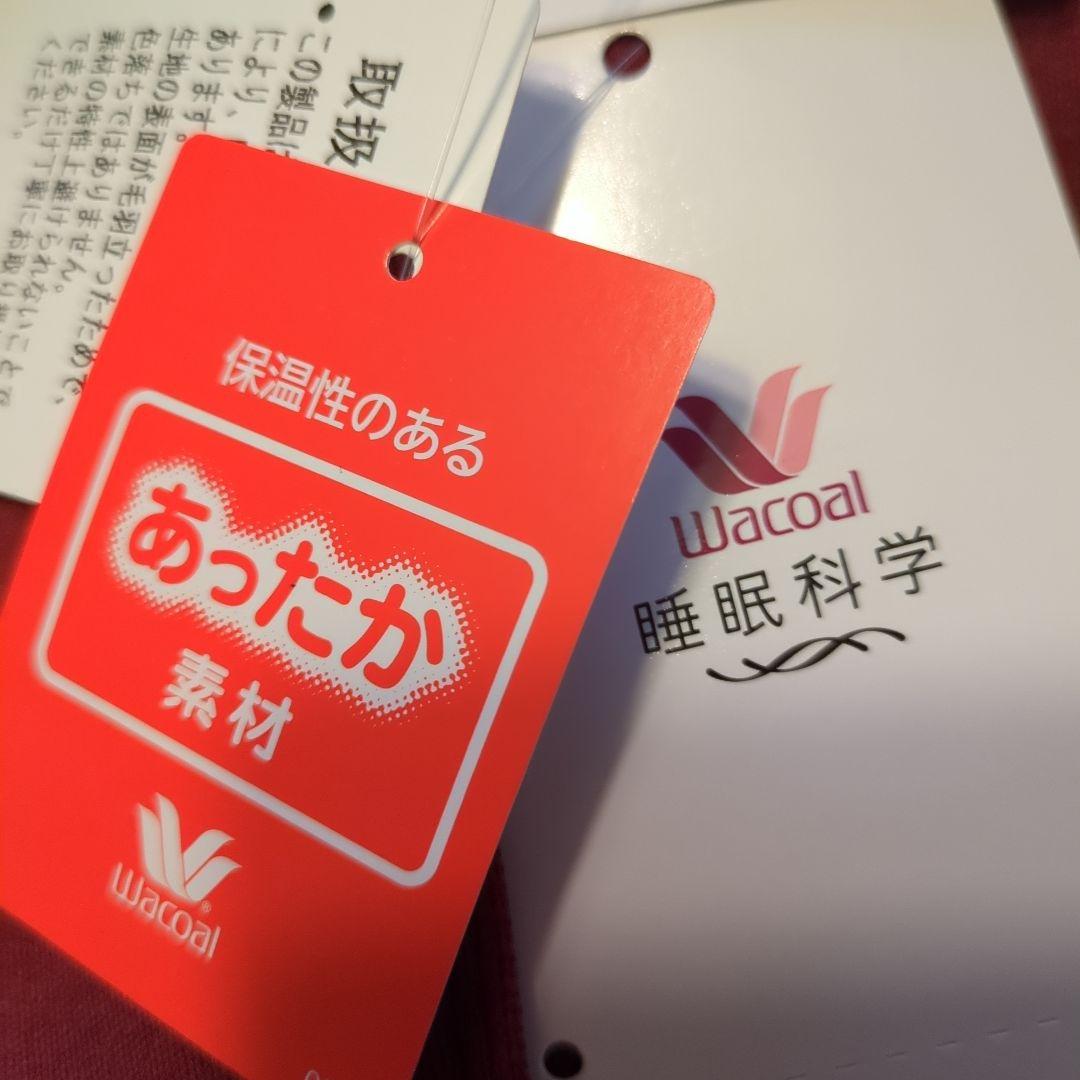 取扱
この製品は
により、
あります。
生地の表面が毛羽立ったためで、
色落ちではありません。
素材の特性上避けられないことで
できるだけ丁寧にお取り扱
ください。
保温性のある
あったか
素材
Wacoal
Wacoal
睡眠科学